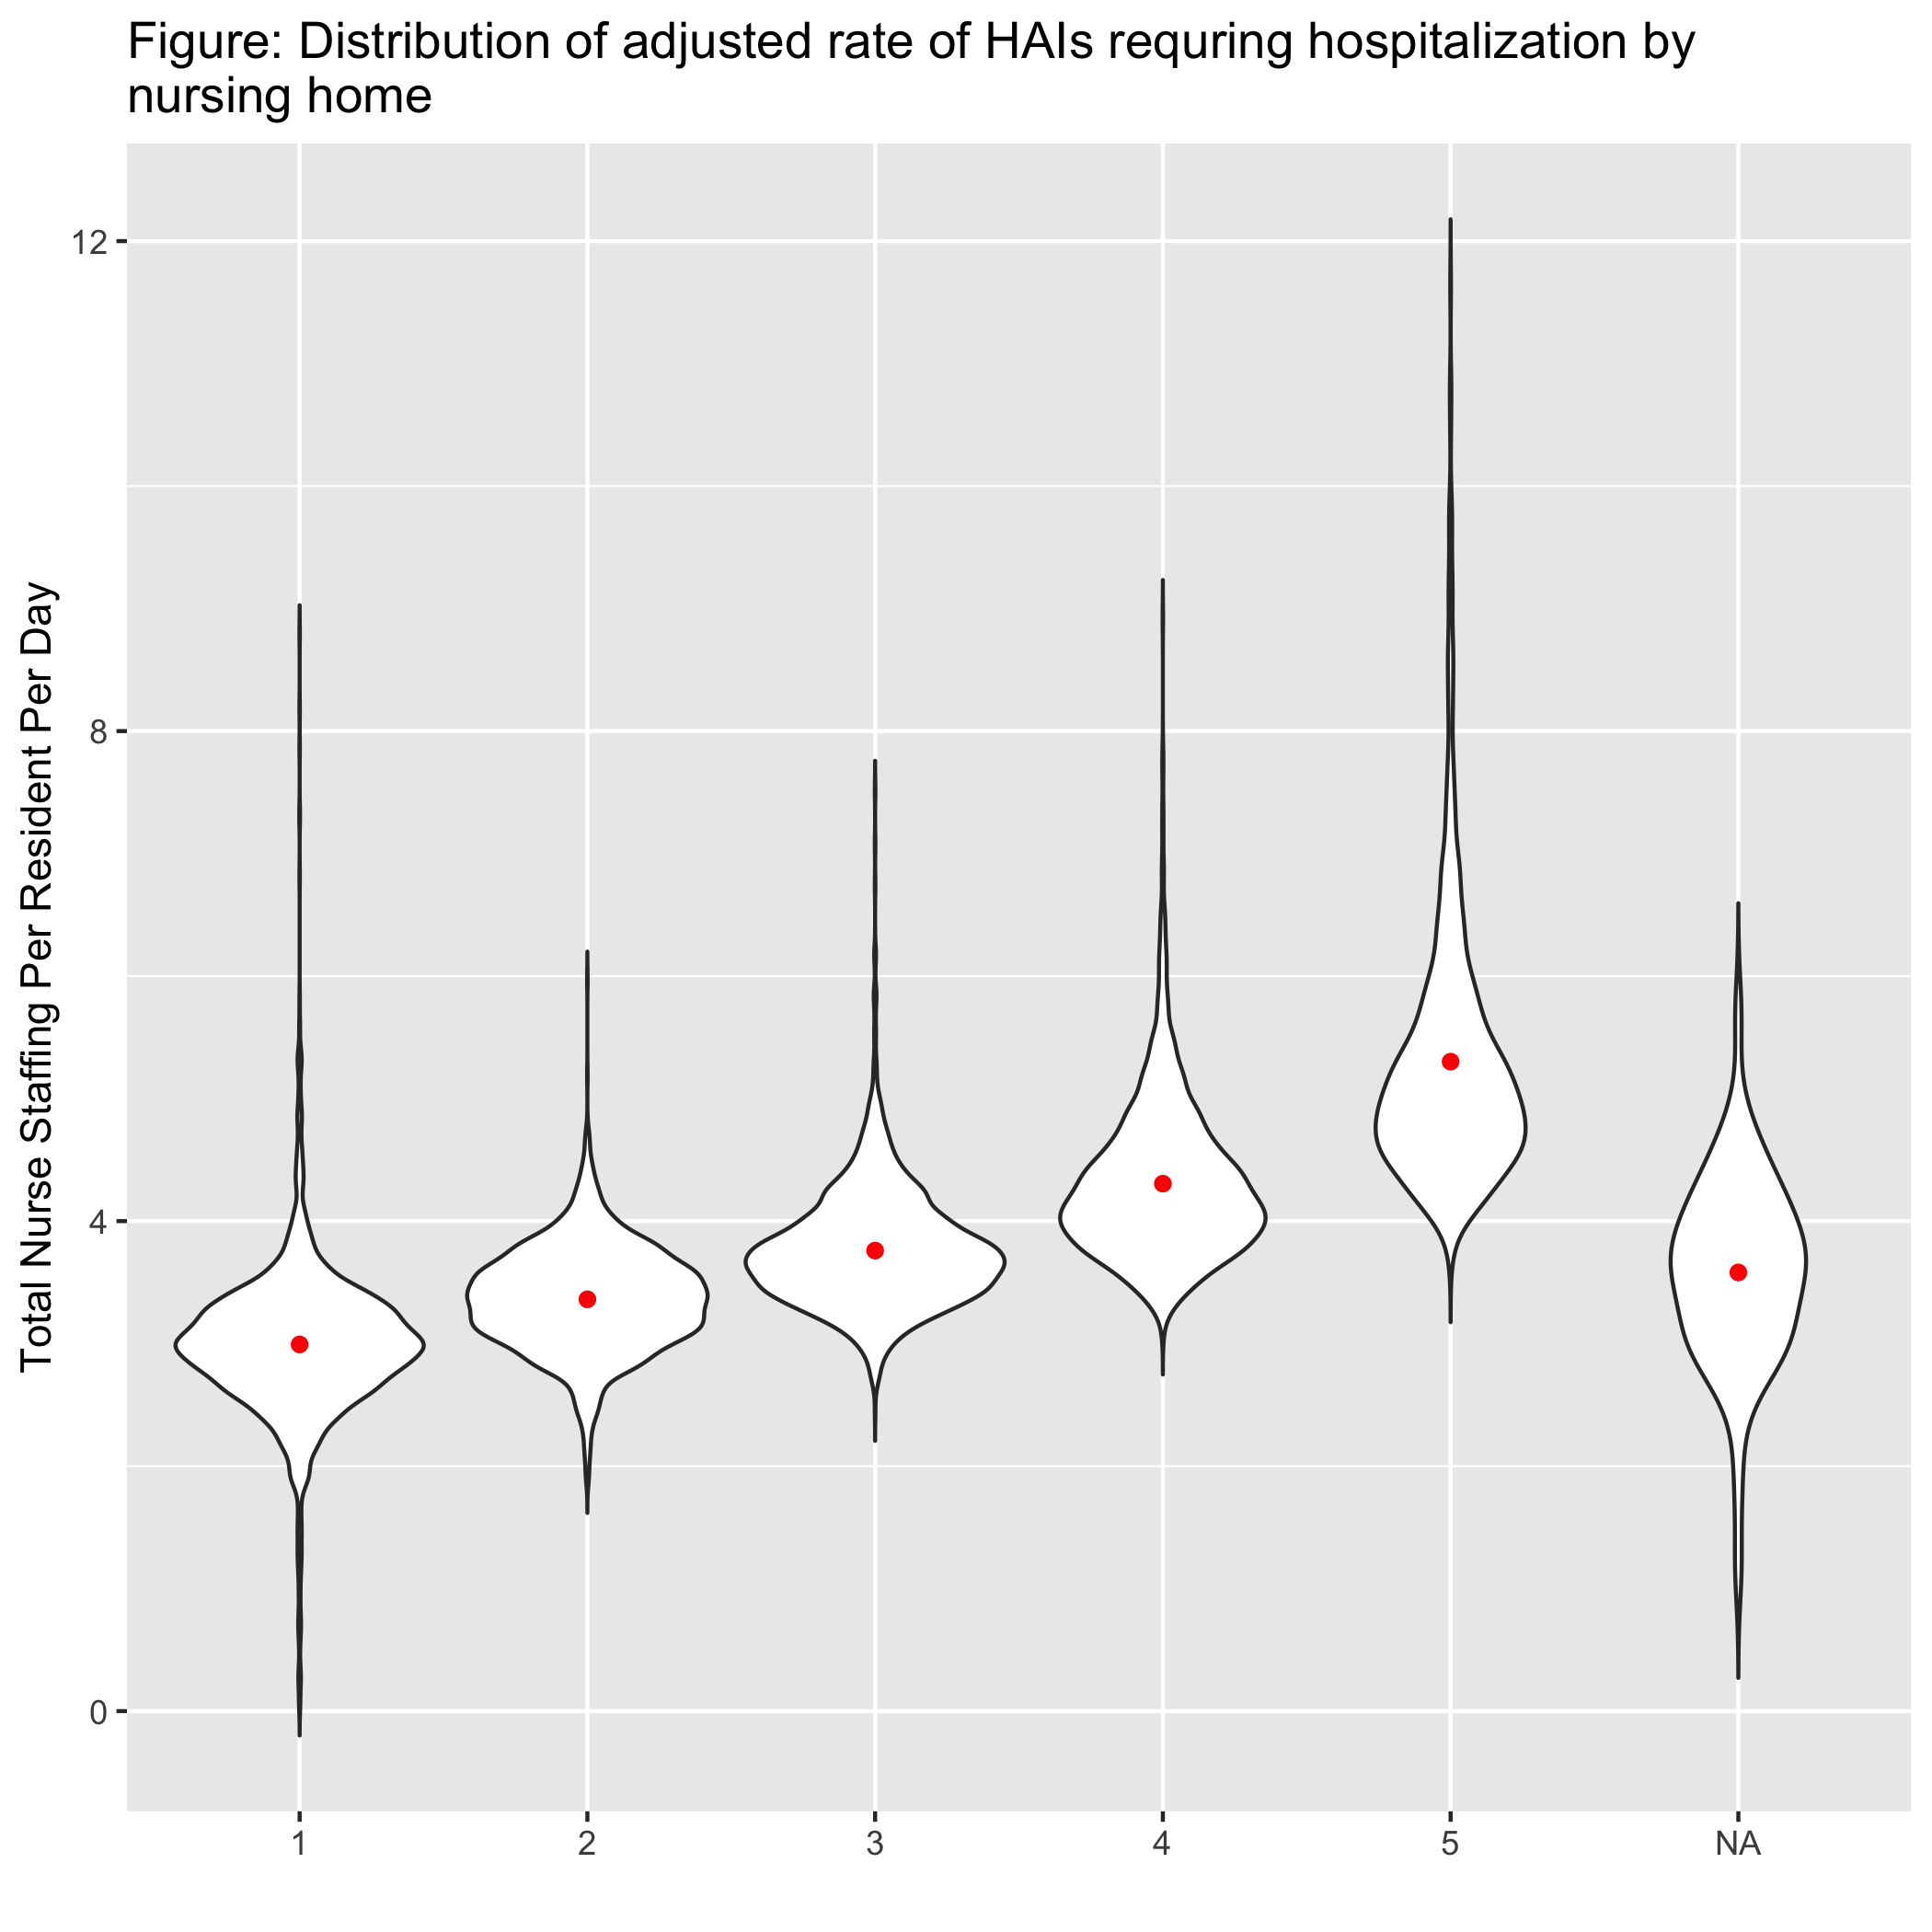 Figure: Distribution of adjusted rate of HAIs requring hospitalization by
nursing home
Total Nurse Staffing Per Resident Per Day
12
8
4
0
1
2
3
4
5
NA